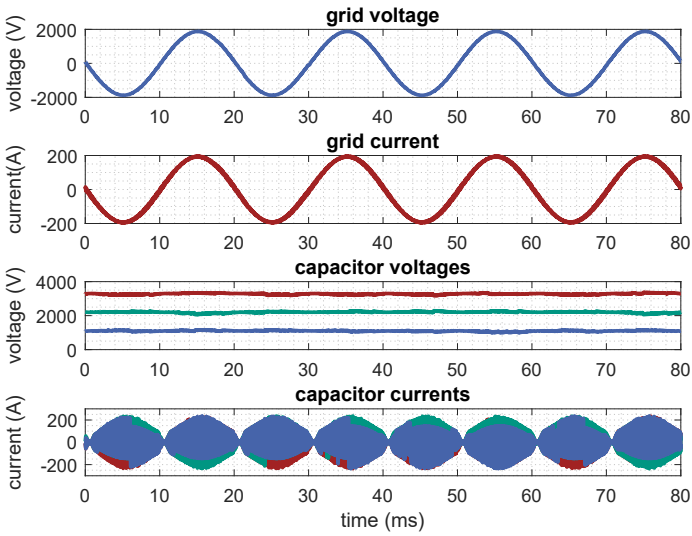 grid voltage
voltage (V)
2000
0
-2000
0 10 20 30 40 50 60 70 80
grid current
current(A)
200
0
-200
0 10 20 30 40 50 60 70 80
capacitor voltages
voltage (V)
4000
2000
0
0 10 20 30 40 50 60 70 80
capacitor currents
current (A)
200
0
-200
0 10 20 30 40 50 60 70 80
time (ms)